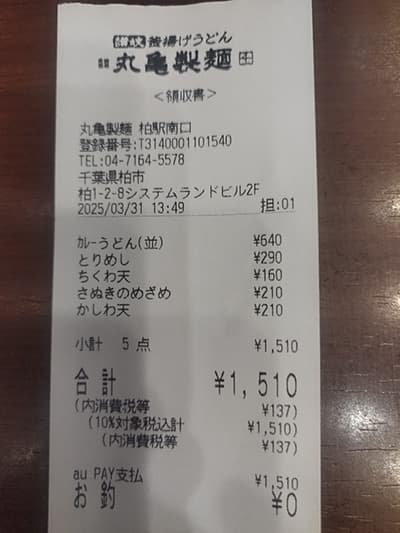 讃岐 釜揚げうどん
丸亀製麺
<領収書>
丸亀製麺 柏駅南口
登録番号:T3140001101540
TEL:04-7164-5578
千葉県柏市
柏1-2-8システムランドビル2F
2025/03/31 13:49 担:01
ｶﾚｰうどん(並) ¥640
とりめし ¥290
ちくわ天 ¥160
さぬきのめざめ ¥210
かしわ天 ¥210
小計 5 点 ¥1,510
合計 ¥1,510
(内消費税等 ¥137)
(10%対象税込計 ¥1,510)
(内消費税等 ¥137)
au PAY支払 ¥1,510
お釣 ¥0